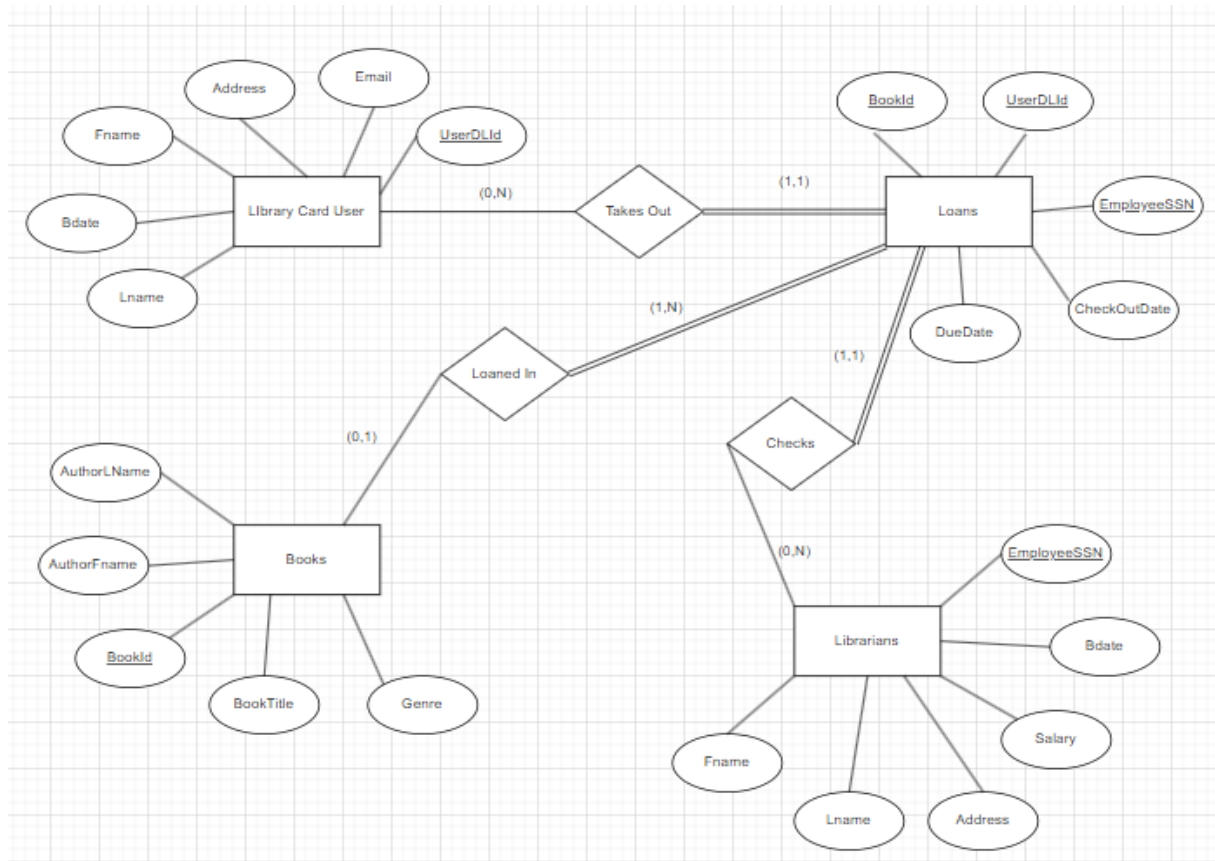 Email
Address
BookId
UserDLId
Fname
UserDLId
(0,N)
(1,1)
LIbrary Card User
Takes Out
Loans
EmployeeSSN
Bdate
Lname
(1,N)
CheckOutDate
DueDate
(1,1)
Loaned In
(0,1)
Checks
AuthorLName
(0,N)
EmployeeSSN
Books
AuthorFname
Librarians
Bdate
BookId
BookTitle
Genre
Salary
Fname
Lname
Address